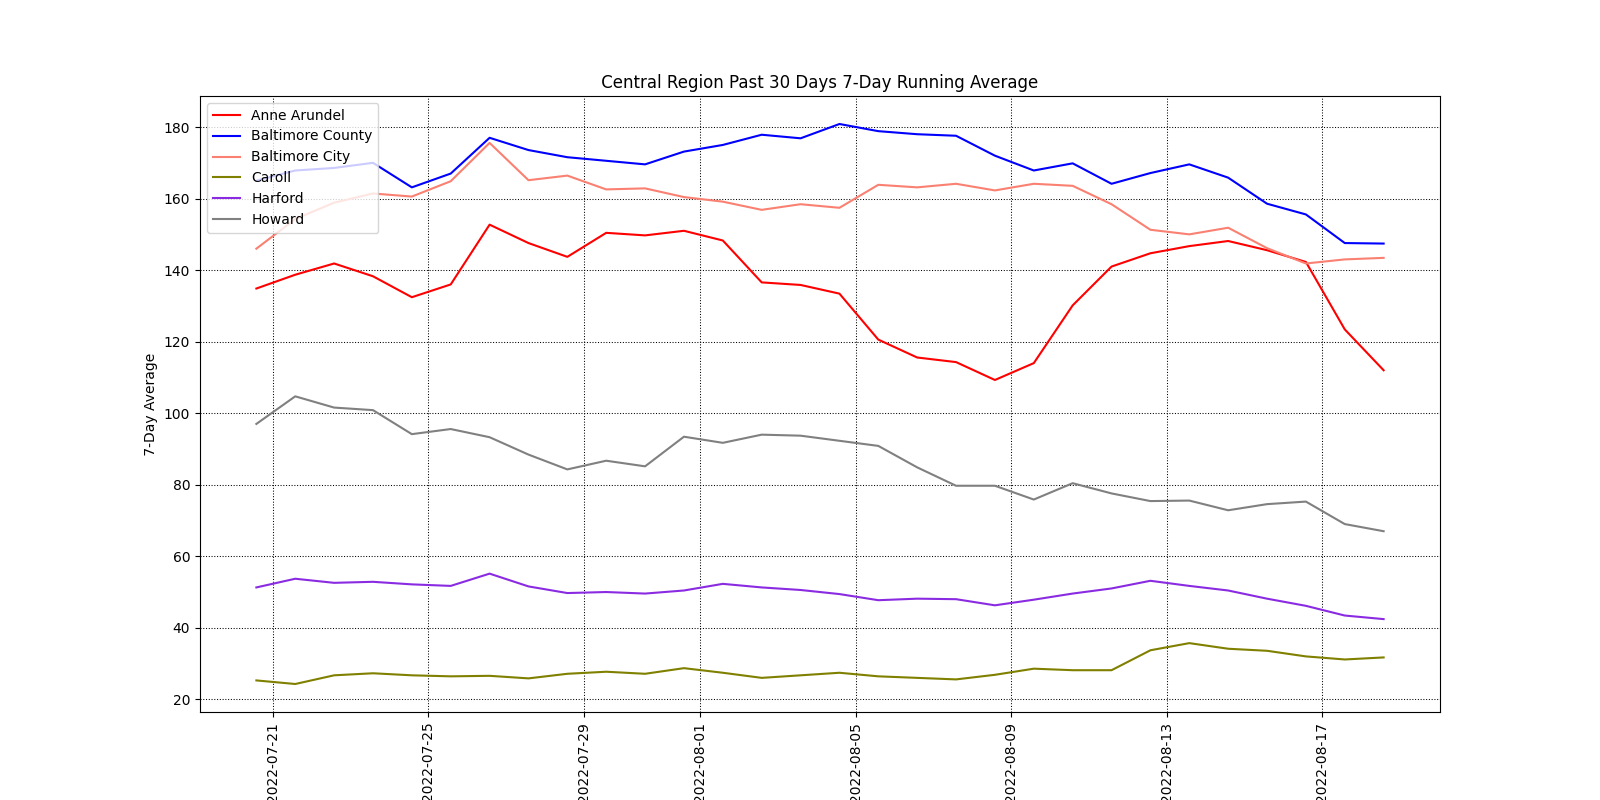 Central Region Past 30 Days 7-Day Running Average
Anne Arundel
Baltimore County
Baltimore City
Caroll
Harford
Howard
7-Day Average
180
160
140
120
100
80
60
40
20
2022-07-21
2022-07-25
2022-07-29
2022-08-01
2022-08-05
2022-08-09
2022-08-13
2022-08-17